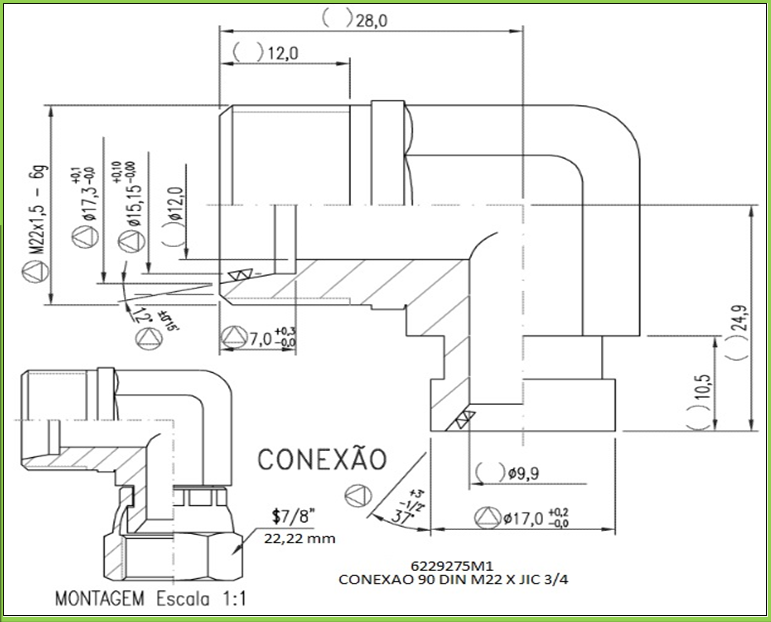 ( ) 28,0
( ) 12,0
M22x1,5 - 6g
ø17,3 +0,1 -0,0
ø15,15 +0,10 -0,00
( ) ø12,0
12° ±0°15'
7,0 +0,3 -0,0
( ) 24,9
( ) 10,5
( ) ø9,9
37° +3° -1/2°
ø17,0 +0,2 -0,0
CONEXÃO
$7/8"
22,22 mm
6229275M1
CONEXAO 90 DIN M22 X JIC 3/4
MONTAGEM Escala 1:1